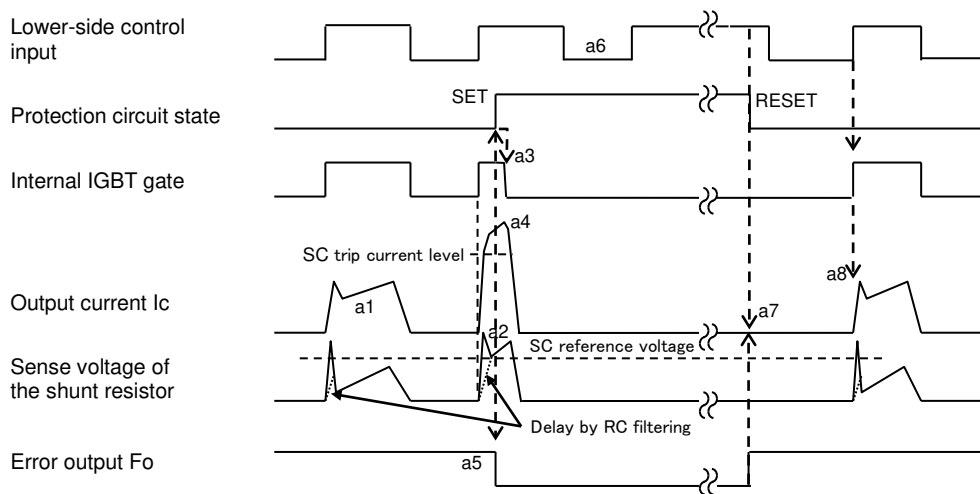 Lower-side control
input
a6
SET
RESET
Protection circuit state
a3
Internal IGBT gate
a4
SC trip current level
a8
Output current Ic
a1
a7
a2
SC reference voltage
Sense voltage of
the shunt resistor
Delay by RC filtering
Error output Fo
a5